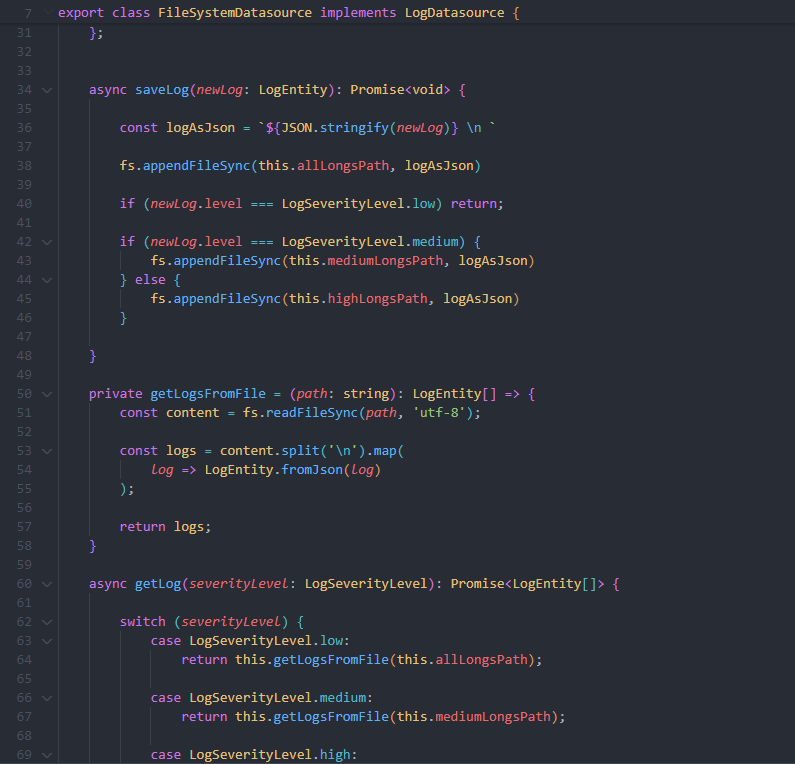 7 export class FileSystemDatasource implements LogDatasource {
31 };
32
33
34 async saveLog(newLog: LogEntity): Promise<void> {
35
36 const logAsJson = `${JSON.stringify(newLog)} \n `
37
38 fs.appendFileSync(this.allLongsPath, logAsJson)
39
40 if (newLog.level === LogSeverityLevel.low) return;
41
42 if (newLog.level === LogSeverityLevel.medium) {
43 fs.appendFileSync(this.mediumLongsPath, logAsJson)
44 } else {
45 fs.appendFileSync(this.highLongsPath, logAsJson)
46 }
47
48 }
49
50 private getLogsFromFile = (path: string): LogEntity[] => {
51 const content = fs.readFileSync(path, 'utf-8');
52
53 const logs = content.split('\n').map(
54 log => LogEntity.fromJson(log)
55 );
56
57 return logs;
58 }
59
60 async getLog(severityLevel: LogSeverityLevel): Promise<LogEntity[]> {
61
62 switch (severityLevel) {
63 case LogSeverityLevel.low:
64 return this.getLogsFromFile(this.allLongsPath);
65
66 case LogSeverityLevel.medium:
67 return this.getLogsFromFile(this.mediumLongsPath);
68
69 case LogSeverityLevel.high: